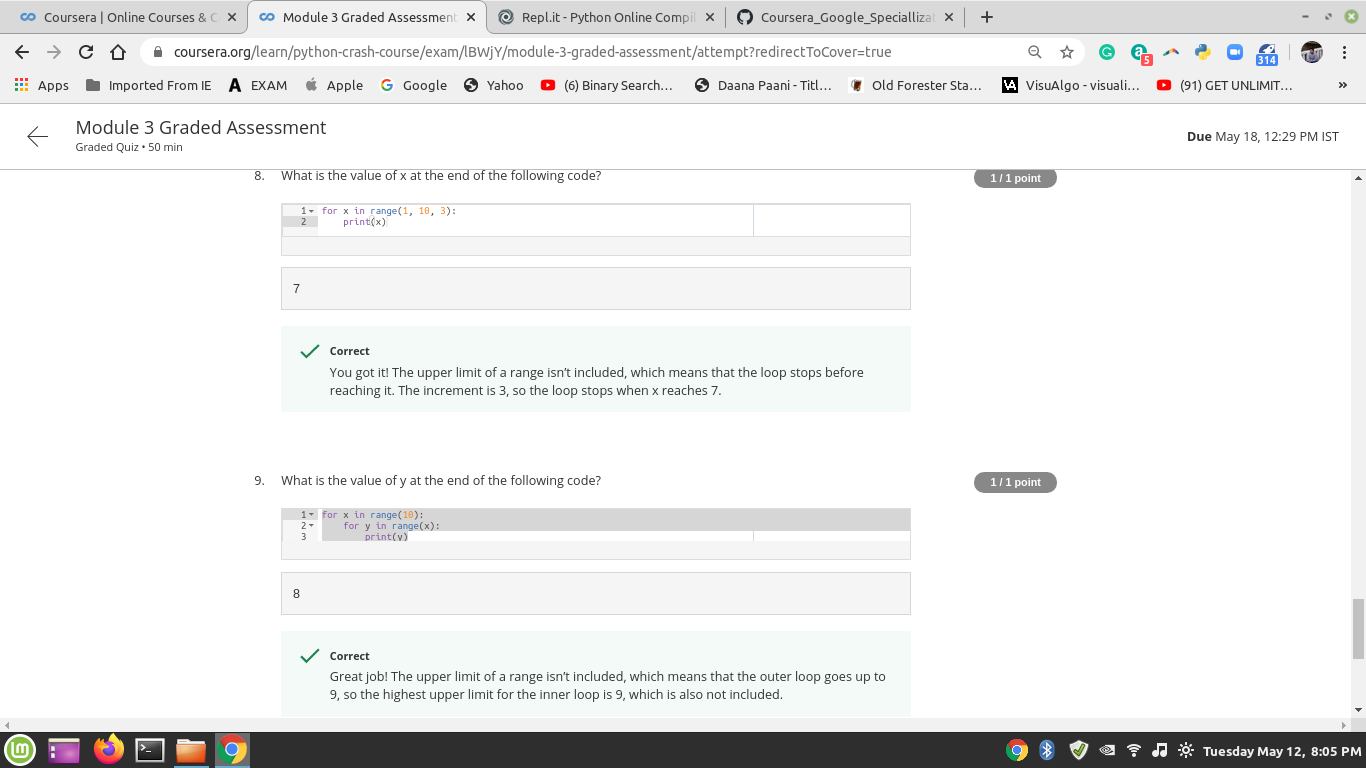 Coursera | Online Courses & C
Module 3 Graded Assessment
Repl.it - Python Online Compil
Coursera_Google_Speciallizat
coursera.org/learn/python-crash-course/exam/lBWjY/module-3-graded-assessment/attempt?redirectToCover=true
5
314
Apps Imported From IE EXAM Apple Google Yahoo (6) Binary Search... Daana Paani - Titl... Old Forester Sta... VisuAlgo - visuali... (91) GET UNLIMIT... »
Module 3 Graded Assessment
Graded Quiz • 50 min
Due May 18, 12:29 PM IST
8. What is the value of x at the end of the following code?
1 / 1 point
1 for x in range(1, 10, 3):
2 print(x)
7
Correct
You got it! The upper limit of a range isn’t included, which means that the loop stops before
reaching it. The increment is 3, so the loop stops when x reaches 7.
9. What is the value of y at the end of the following code?
1 / 1 point
1 for x in range(10):
2 for y in range(x):
3 print(y)
8
Correct
Great job! The upper limit of a range isn’t included, which means that the outer loop goes up to
9, so the highest upper limit for the inner loop is 9, which is also not included.
Tuesday May 12, 8:05 PM